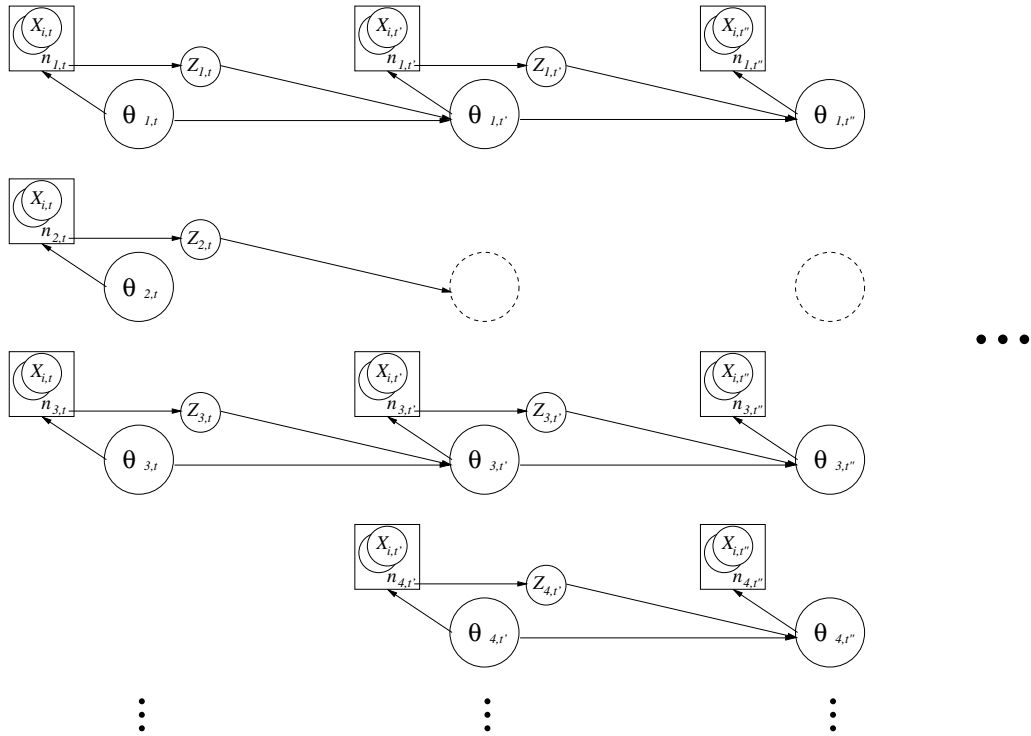 X_{i,t} X_{i,t'} X_{i,t''}
n_{1,t} Z_{1,t} n_{1,t'} Z_{1,t'} n_{1,t''}
θ_{1,t} θ_{1,t'} θ_{1,t''}
X_{i,t}
n_{2,t} Z_{2,t}
θ_{2,t}
X_{i,t} X_{i,t'} X_{i,t''}
n_{3,t} Z_{3,t} n_{3,t'} Z_{3,t'} n_{3,t''}
θ_{3,t} θ_{3,t'} θ_{3,t''}
X_{i,t'} X_{i,t''}
n_{4,t'} Z_{4,t'} n_{4,t''}
θ_{4,t'} θ_{4,t''}